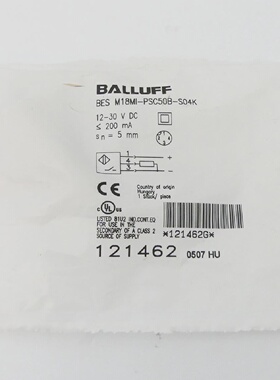 BALLUFF
BES M18MI-PSC50B-S04K
12-30 V DC
≤ 200 mA
sn = 5 mm
1
4
3
Country of origin
Hungary
1 Stück/ piece
CE
UL
LISTED 81U2 IND.CONT.EQ
FOR USE IN THE
SECONDARY OF A CLASS 2
SOURCE OF SUPPLY
*121462G*
121462 0507 HU